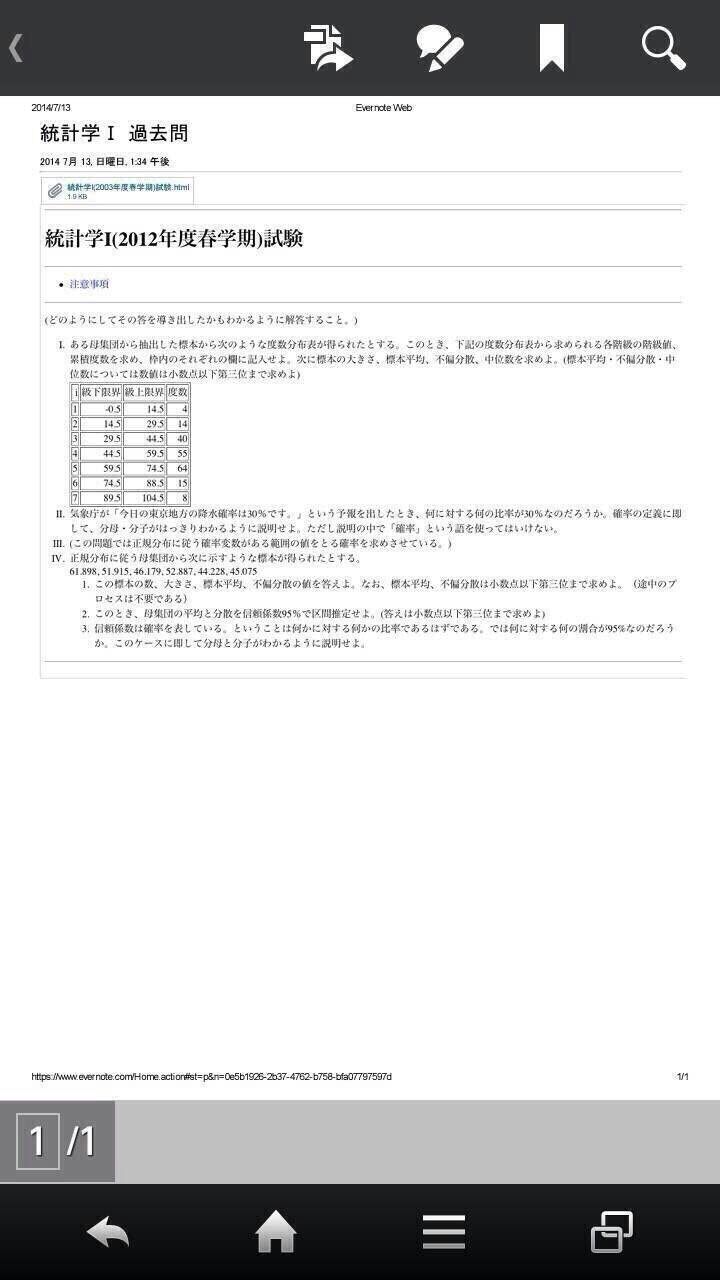 2014/7/13 Evernote Web
統計学Ⅰ 過去問
2014 7月 13, 日曜日, 1:34 午後
統計学I(2003年度春学期)試験.html
1.9 KB
統計学I(2012年度春学期)試験
• 注意事項
(どのようにしてその答を導き出したかもわかるように解答すること。)
I. ある母集団から抽出した標本から次のような度数分布表が得られたとする。このとき、下記の度数分布表から求められる各階級の階級値、
累積度数を求め、枠内のそれぞれの欄に記入せよ。次に標本の大きさ、標本平均、不偏分散、中位数を求めよ。(標本平均・不偏分散・中
位数については数値は小数点以下第三位まで求めよ)
i 級下限界 級上限界 度数
1 -0.5 14.5 4
2 14.5 29.5 14
3 29.5 44.5 40
4 44.5 59.5 55
5 59.5 74.5 64
6 74.5 88.5 15
7 89.5 104.5 8
II. 気象庁が「今日の東京地方の降水確率は30%です。」という予報を出したとき、何に対する何の比率が30%なのだろうか。確率の定義に即
して、分母・分子がはっきりわかるように説明せよ。ただし説明の中で「確率」という語を使ってはいけない。
III. (この問題では正規分布に従う確率変数がある範囲の値をとる確率を求めさせている。)
IV. 正規分布に従う母集団から次に示すような標本が得られたとする。
61.898, 51.915, 46.179, 52.887, 44.228, 45.075
1. この標本の数、大きさ、標本平均、不偏分散の値を答えよ。なお、標本平均、不偏分散は小数点以下第三位まで求めよ。（途中のプ
ロセスは不要である）
2. このとき、母集団の平均と分散を信頼係数95%で区間推定せよ。(答えは小数点以下第三位まで求めよ)
3. 信頼係数は確率を表している。ということは何かに対する何かの比率であるはずである。では何に対する何の割合が95%なのだろう
か。このケースに即して分母と分子がわかるように説明せよ。
https://www.evernote.com/Home.action#st=p&n=0e5b1926-2b37-4762-b758-bfa07797597d 1/1
1 /1